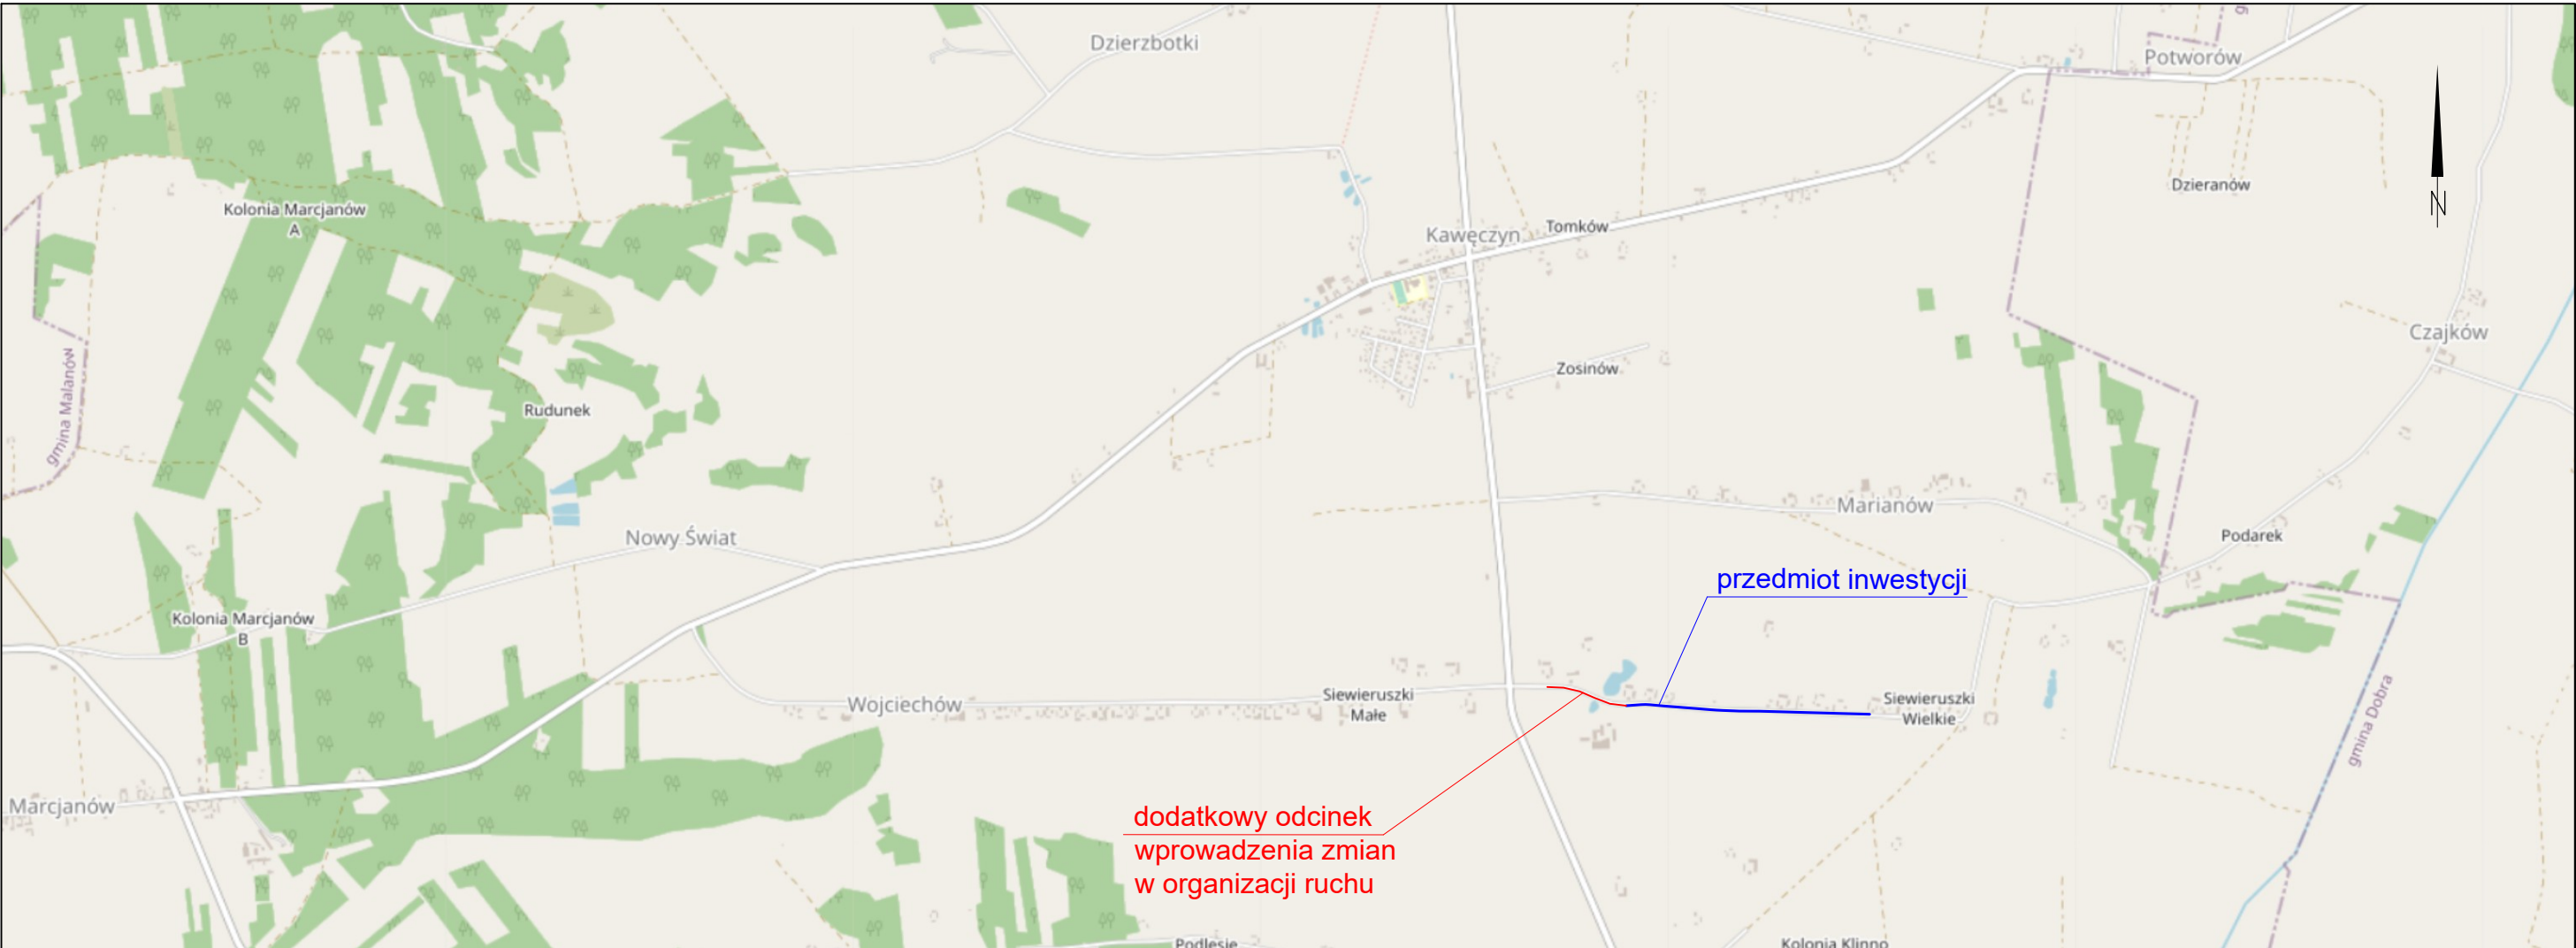 Dzierzbotki
Potworów
Dzieranów
N
Kolonia Marcjanów
A
Kawęczyn
Tomków
Czajków
gmina Malanów
Rudunek
Zosinów
Nowy Świat
Marianów
Podarek
przedmiot inwestycji
Kolonia Marcjanów
B
Wojciechów
Siewieruszki
Małe
Siewieruszki
Wielkie
gmina Dobra
Marcjanów
dodatkowy odcinek
wprowadzenia zmian
w organizacji ruchu
Podlesie
Kolonia Klinno